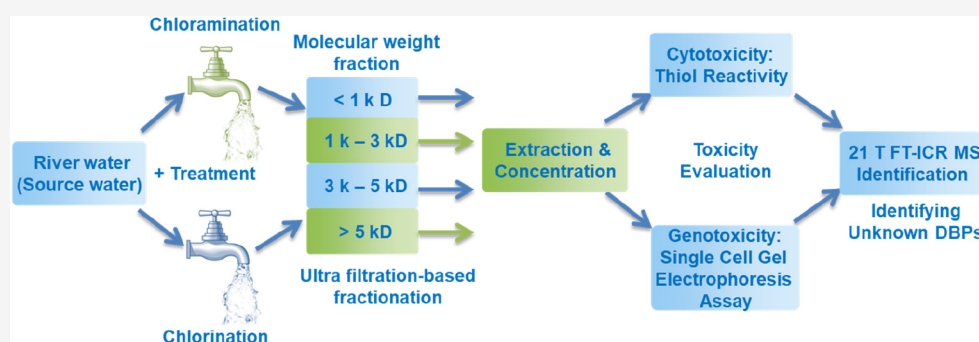 Chloramination
River water
(Source water)
+ Treatment
Chlorination
Molecular weight
fraction
< 1 k D
1 k – 3 kD
3 k – 5 kD
> 5 kD
Ultra filtration-based
fractionation
Extraction &
Concentration
Cytotoxicity:
Thiol Reactivity
Toxicity
Evaluation
Genotoxicity:
Single Cell Gel
Electrophoresis
Assay
21 T FT-ICR MS
Identification
Identifying
Unknown DBPs